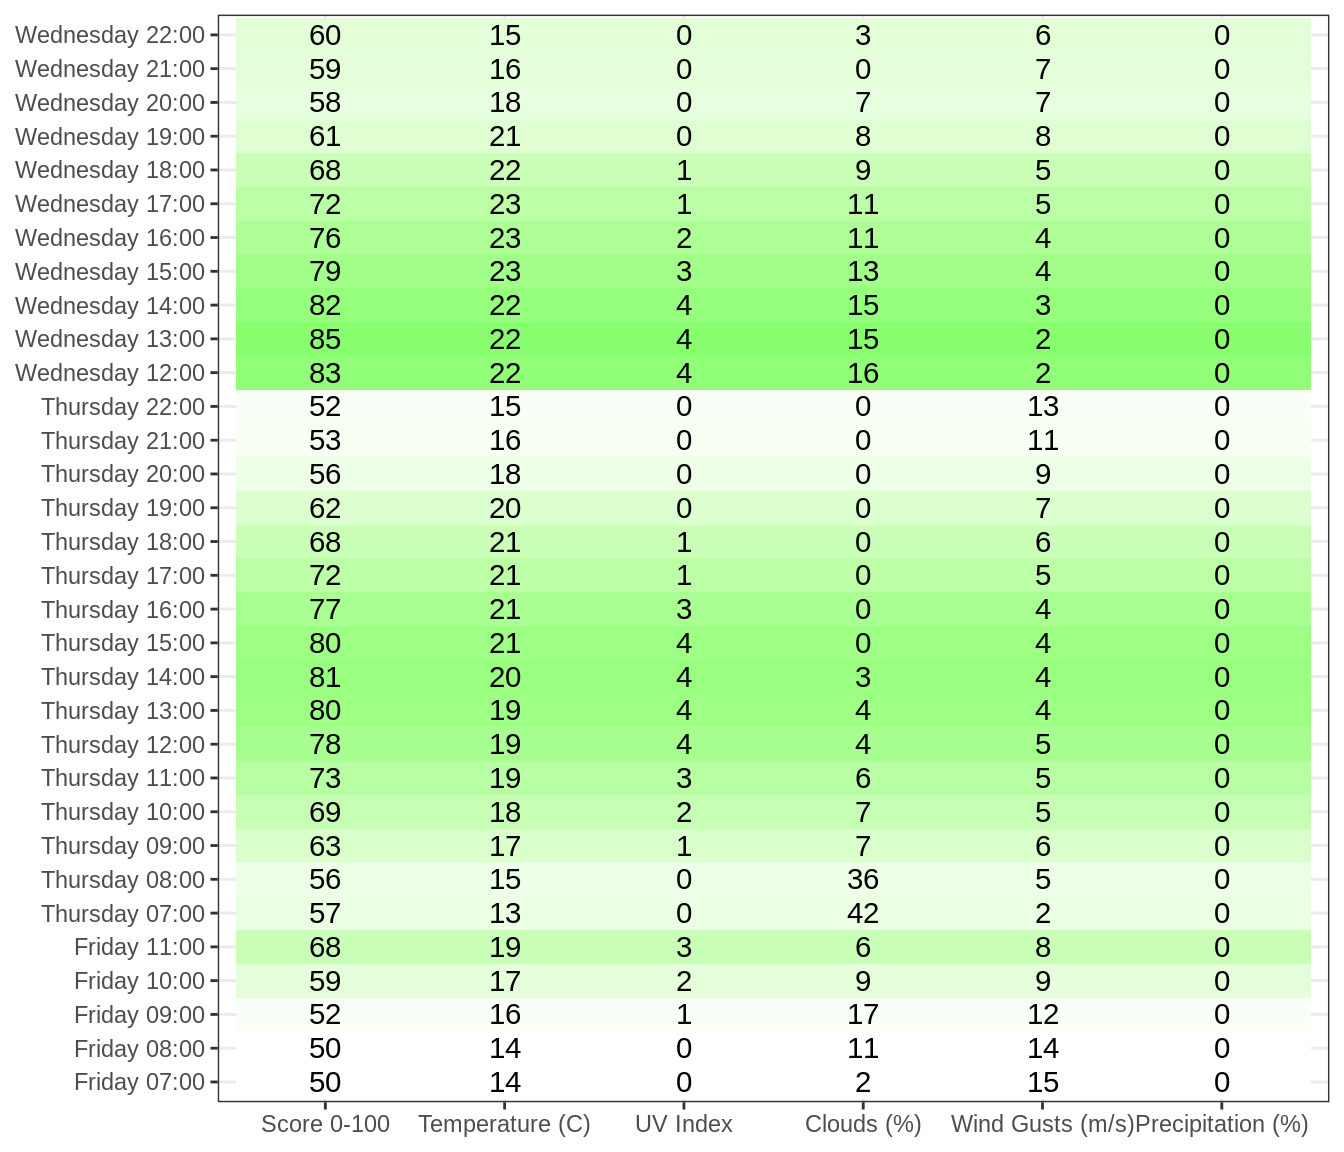 Wednesday 22:00 60 15 0 3 6 0
Wednesday 21:00 59 16 0 0 7 0
Wednesday 20:00 58 18 0 7 7 0
Wednesday 19:00 61 21 0 8 8 0
Wednesday 18:00 68 22 1 9 5 0
Wednesday 17:00 72 23 1 11 5 0
Wednesday 16:00 76 23 2 11 4 0
Wednesday 15:00 79 23 3 13 4 0
Wednesday 14:00 82 22 4 15 3 0
Wednesday 13:00 85 22 4 15 2 0
Wednesday 12:00 83 22 4 16 2 0
Thursday 22:00 52 15 0 0 13 0
Thursday 21:00 53 16 0 0 11 0
Thursday 20:00 56 18 0 0 9 0
Thursday 19:00 62 20 0 0 7 0
Thursday 18:00 68 21 1 0 6 0
Thursday 17:00 72 21 1 0 5 0
Thursday 16:00 77 21 3 0 4 0
Thursday 15:00 80 21 4 0 4 0
Thursday 14:00 81 20 4 3 4 0
Thursday 13:00 80 19 4 4 4 0
Thursday 12:00 78 19 4 4 5 0
Thursday 11:00 73 19 3 6 5 0
Thursday 10:00 69 18 2 7 5 0
Thursday 09:00 63 17 1 7 6 0
Thursday 08:00 56 15 0 36 5 0
Thursday 07:00 57 13 0 42 2 0
Friday 11:00 68 19 3 6 8 0
Friday 10:00 59 17 2 9 9 0
Friday 09:00 52 16 1 17 12 0
Friday 08:00 50 14 0 11 14 0
Friday 07:00 50 14 0 2 15 0
Score 0-100 Temperature (C) UV Index Clouds (%) Wind Gusts (m/s) Precipitation (%)